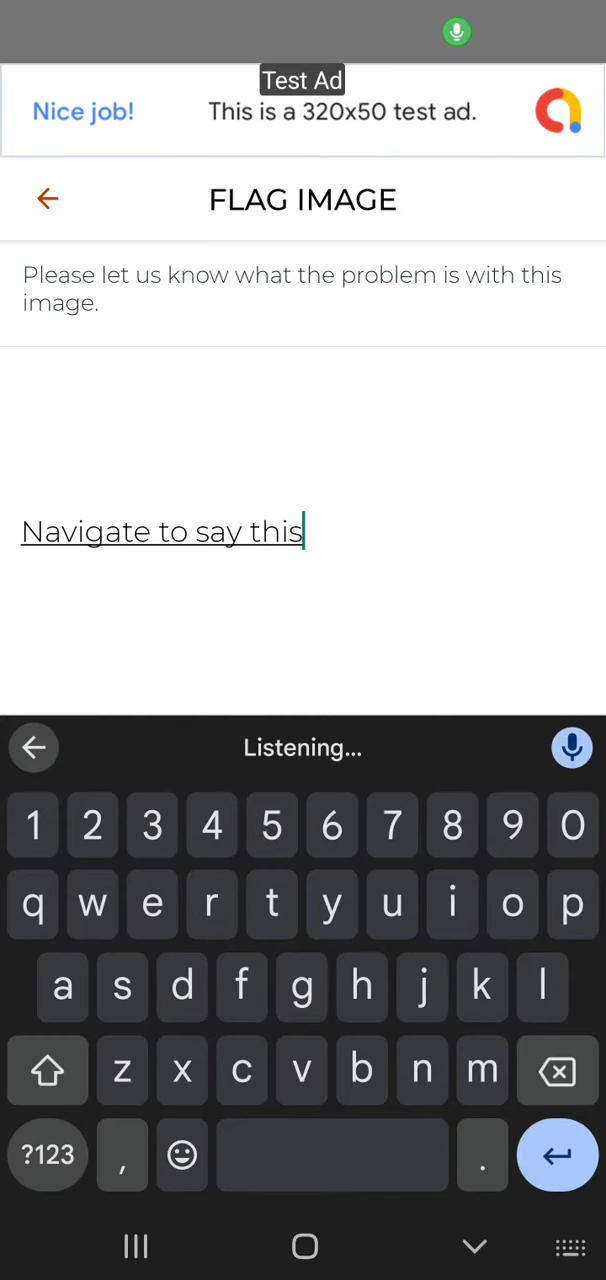 Test Ad
Nice job! This is a 320x50 test ad.
FLAG IMAGE
Please let us know what the problem is with this
image.
Navigate to say this
Listening...
1 2 3 4 5 6 7 8 9 0
q w e r t y u i o p
a s d f g h j k l
z x c v b n m
?123 , .